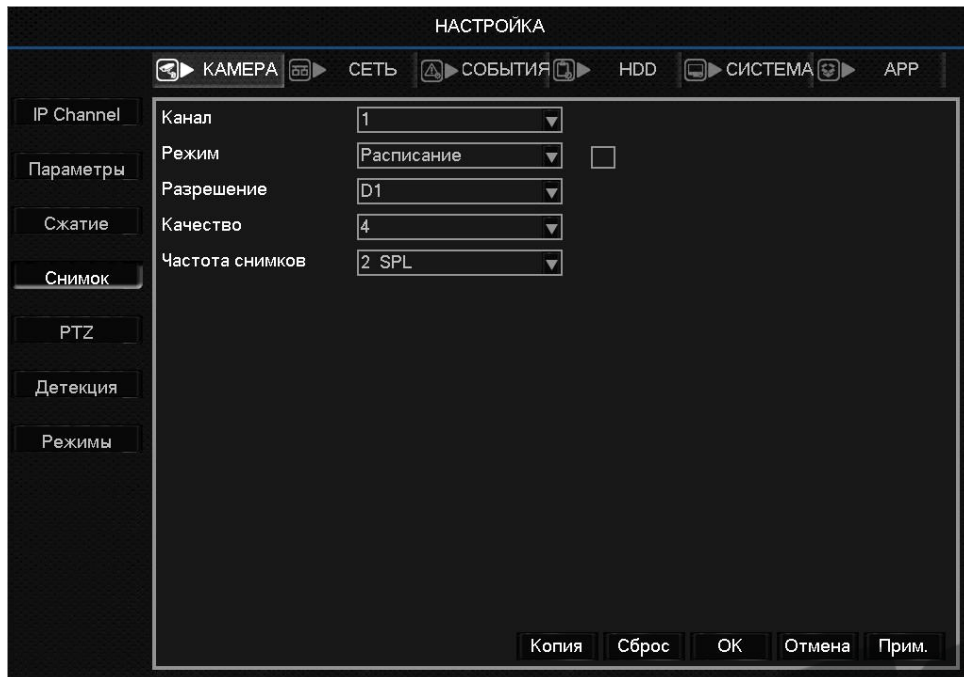 НАСТРОЙКА
КАМЕРА СЕТЬ СОБЫТИЯ HDD СИСТЕМА APP
IP Channel
Параметры
Сжатие
Снимок
PTZ
Детекция
Режимы
Канал 1
Режим Расписание
Разрешение D1
Качество 4
Частота снимков 2 SPL
Копия Сброс OK Отмена Прим.